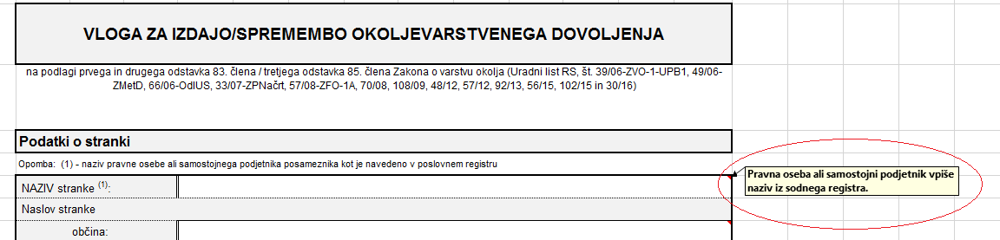 VLOGA ZA IZDAJO/SPREMEMBO OKOLJEVARSTVENEGA DOVOLJENJA
na podlagi prvega in drugega odstavka 83. člena / tretjega odstavka 85. člena Zakona o varstvu okolja (Uradni list RS, št. 39/06-ZVO-1-UPB1, 49/06-
ZMetD, 66/06-OdlUS, 33/07-ZPNačrt, 57/08-ZFO-1A, 70/08, 108/09, 48/12, 57/12, 92/13, 56/15, 102/15 in 30/16)
Podatki o stranki
Opomba: (1) - naziv pravne osebe ali samostojnega podjetnika posameznika kot je navedeno v poslovnem registru
NAZIV stranke (1):
Pravna oseba ali samostojni podjetnik vpiše
naziv iz sodnega registra.
Naslov stranke
občina: